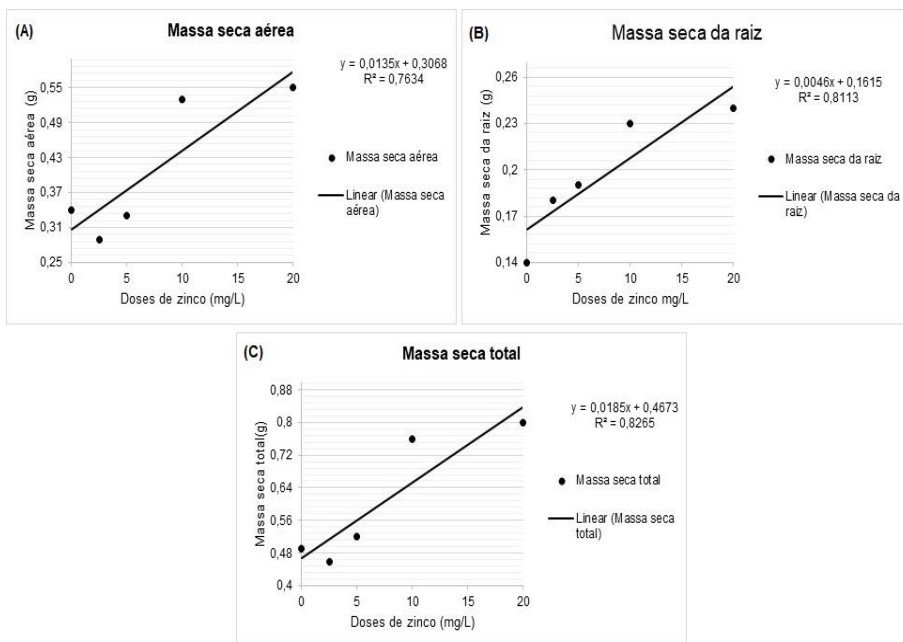 (A)
Massa seca aérea
y = 0,0135x + 0,3068
R² = 0,7634
Massa seca aérea (g)
0,55
0,49
0,43
0,37
0,31
0,25
0
5
10
15
20
Doses de zinco (mg/L)
Massa seca aérea
Linear (Massa seca
aérea)
(B)
Massa seca da raiz
y = 0,0046x + 0,1615
R² = 0,8113
Massa seca da raiz (g)
0,26
0,23
0,2
0,17
0,14
0
5
10
15
20
Doses de zinco mg/L
Massa seca da raiz
Linear (Massa seca da
raiz)
(C)
Massa seca total
y = 0,0185x + 0,4673
R² = 0,8265
Massa seca total(g)
0,88
0,8
0,72
0,64
0,56
0,48
0,4
0
5
10
15
20
Doses de zinco (mg/L)
Massa seca total
Linear (Massa seca
total)